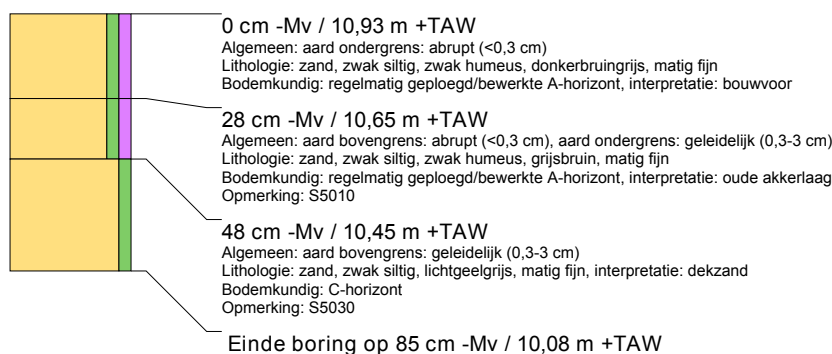 0 cm -Mv / 10,93 m +TAW
Algemeen: aard ondergrens: abrupt (<0,3 cm)
Lithologie: zand, zwak siltig, zwak humeus, donkerbruingrijs, matig fijn
Bodemkundig: regelmatig geploegd/bewerkte A-horizont, interpretatie: bouwvoor
28 cm -Mv / 10,65 m +TAW
Algemeen: aard bovengrens: abrupt (<0,3 cm), aard ondergrens: geleidelijk (0,3-3 cm)
Lithologie: zand, zwak siltig, zwak humeus, grijsbruin, matig fijn
Bodemkundig: regelmatig geploegd/bewerkte A-horizont, interpretatie: oude akkerlaag
Opmerking: S5010
48 cm -Mv / 10,45 m +TAW
Algemeen: aard bovengrens: geleidelijk (0,3-3 cm)
Lithologie: zand, zwak siltig, lichtgeelgrijs, matig fijn, interpretatie: dekzand
Bodemkundig: C-horizont
Opmerking: S5030
Einde boring op 85 cm -Mv / 10,08 m +TAW